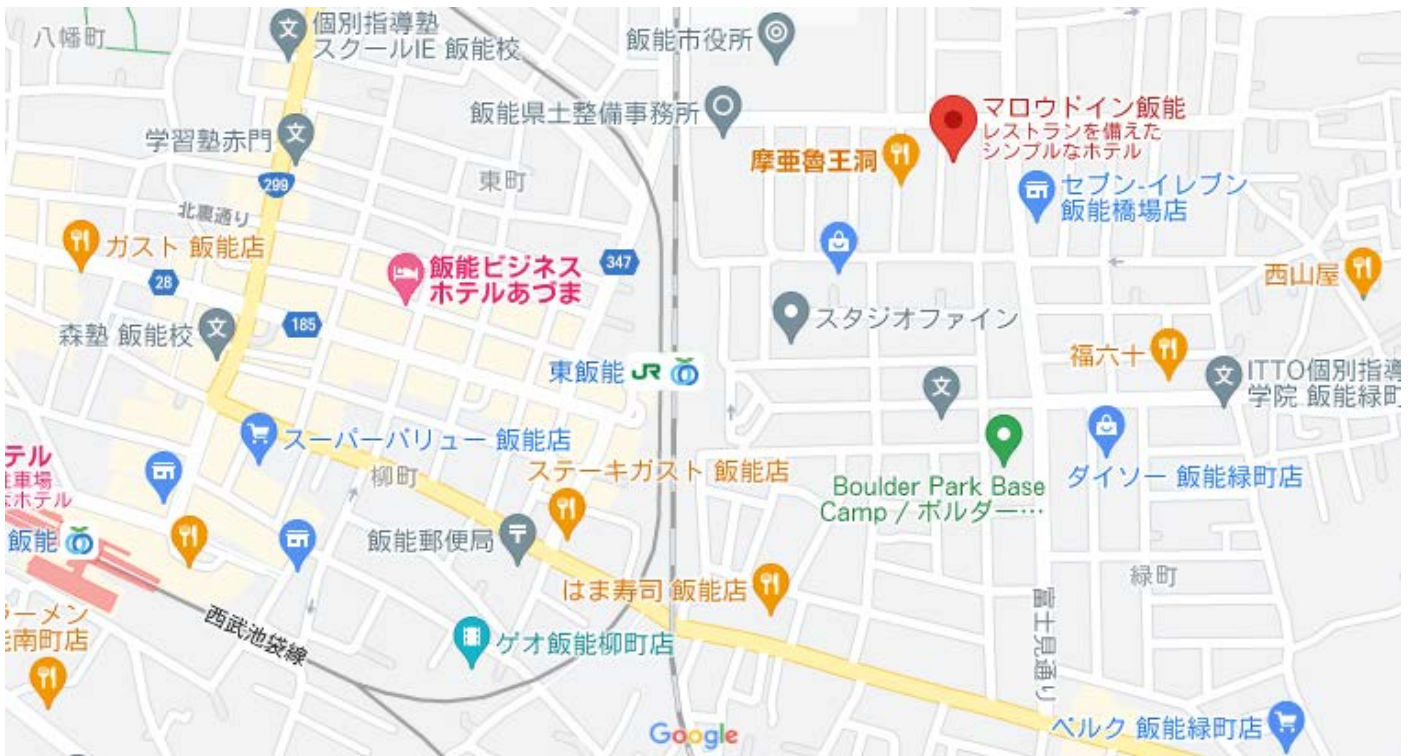 八幡町
個別指導塾
スクールIE 飯能校
飯能市役所
飯能県土整備事務所
マロウドイン飯能
レストランを備えた
シンプルなホテル
学習塾赤門
摩亜魯王洞
東町
299
セブン-イレブン
飯能橋場店
北裏通り
ガスト 飯能店
飯能ビジネス
ホテルあづま
347
西山屋
28
185
スタジオファイン
森塾 飯能校
福六十
東飯能 JR
ITTO個別指導
学院 飯能緑町
スーパーバリュー 飯能店
テル
車場
ホテル
柳町
ステーキガスト 飯能店
Boulder Park Base
Camp / ボルダー…
ダイソー 飯能緑町店
飯能
飯能郵便局
はま寿司 飯能店
緑町
ラーメン
南町店
西武池袋線
ゲオ飯能柳町店
富士見通り
Google
ベルク 飯能緑町店